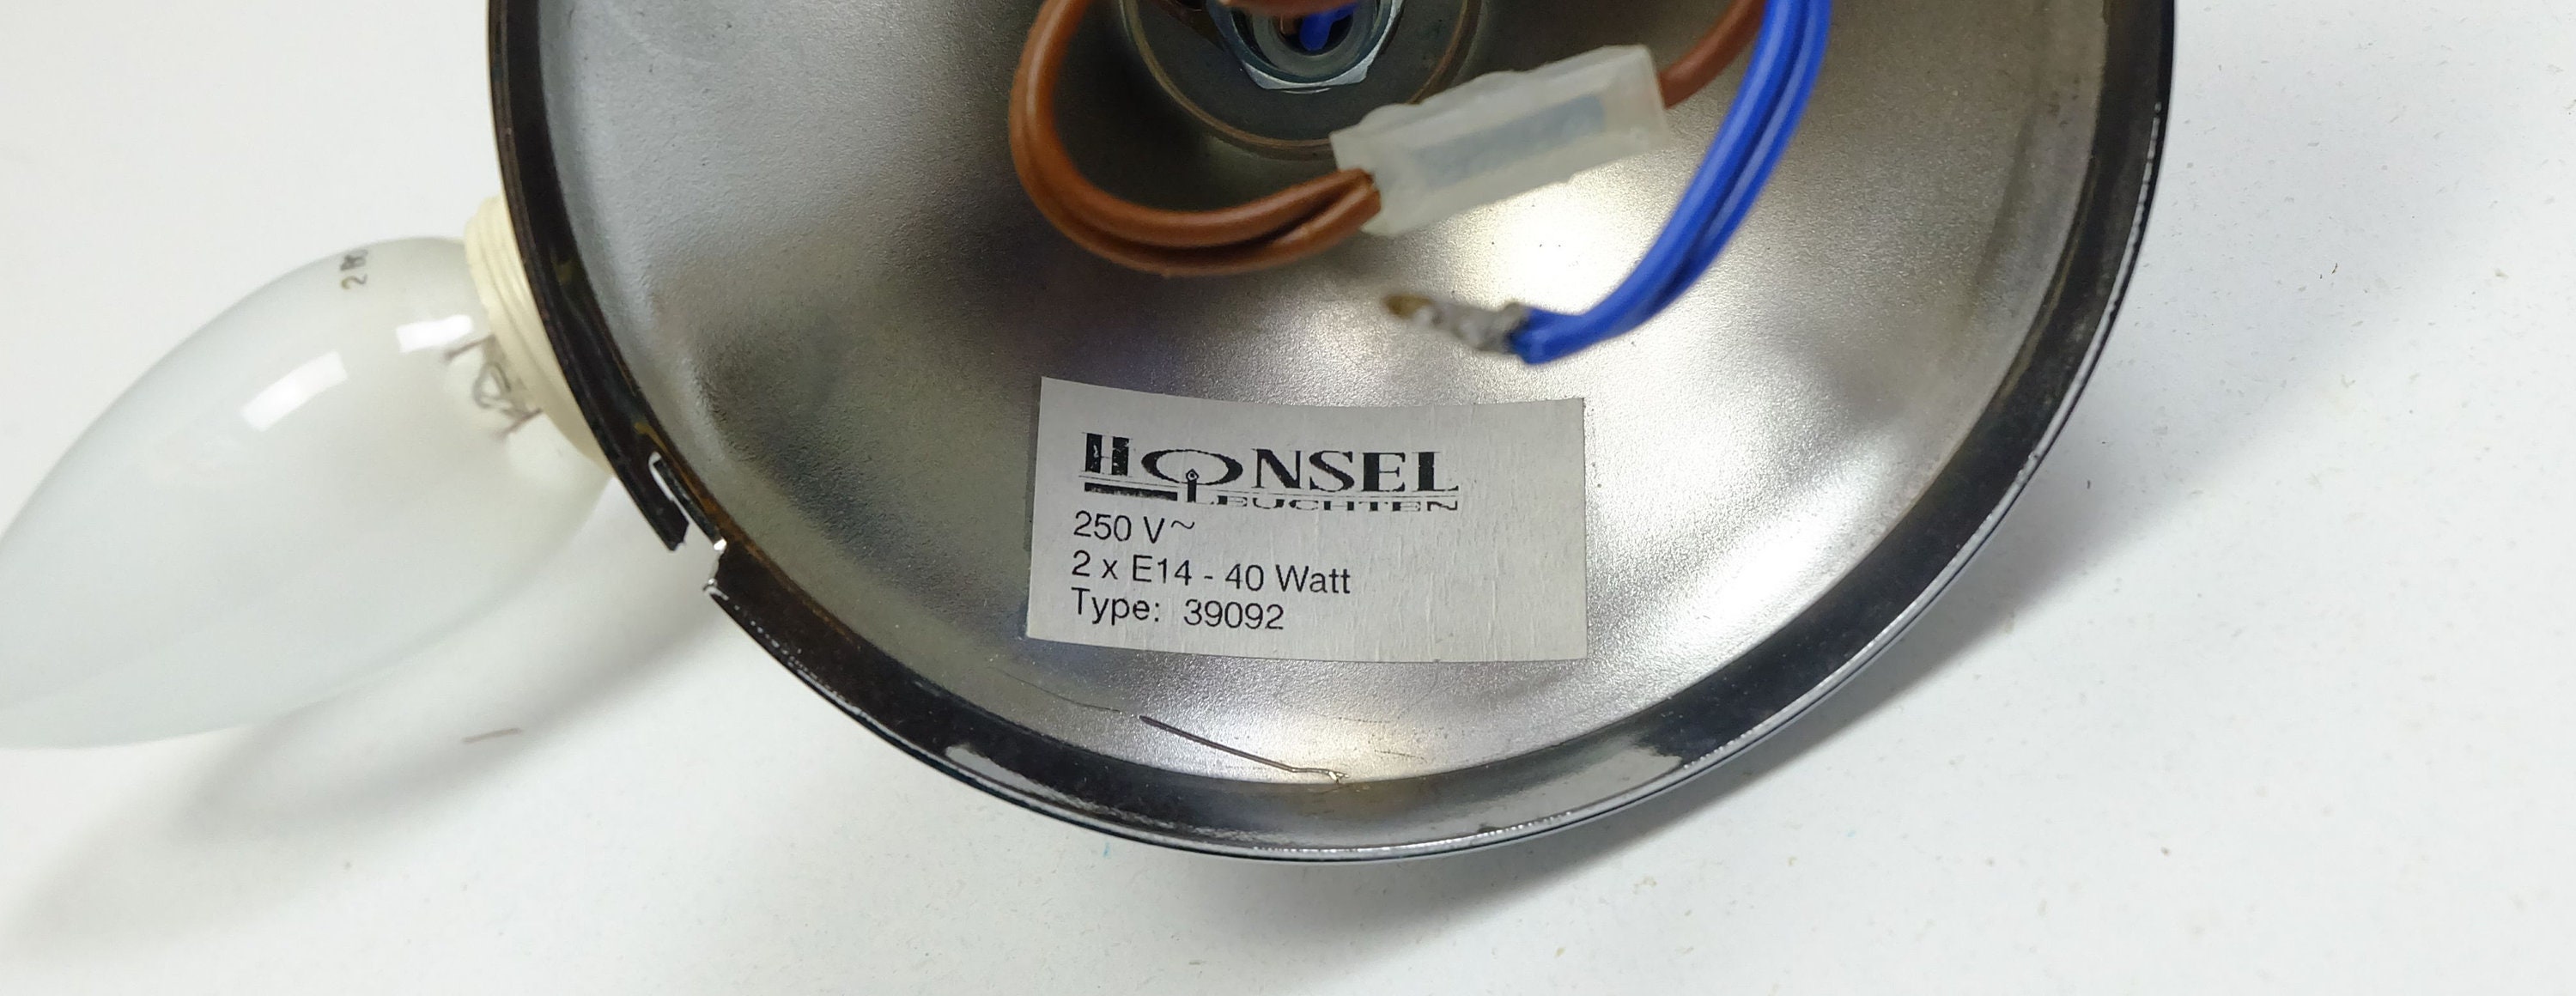 HONSEL
LEUCHTEN
250 V~
2 x E14 - 40 Watt
Type: 39092